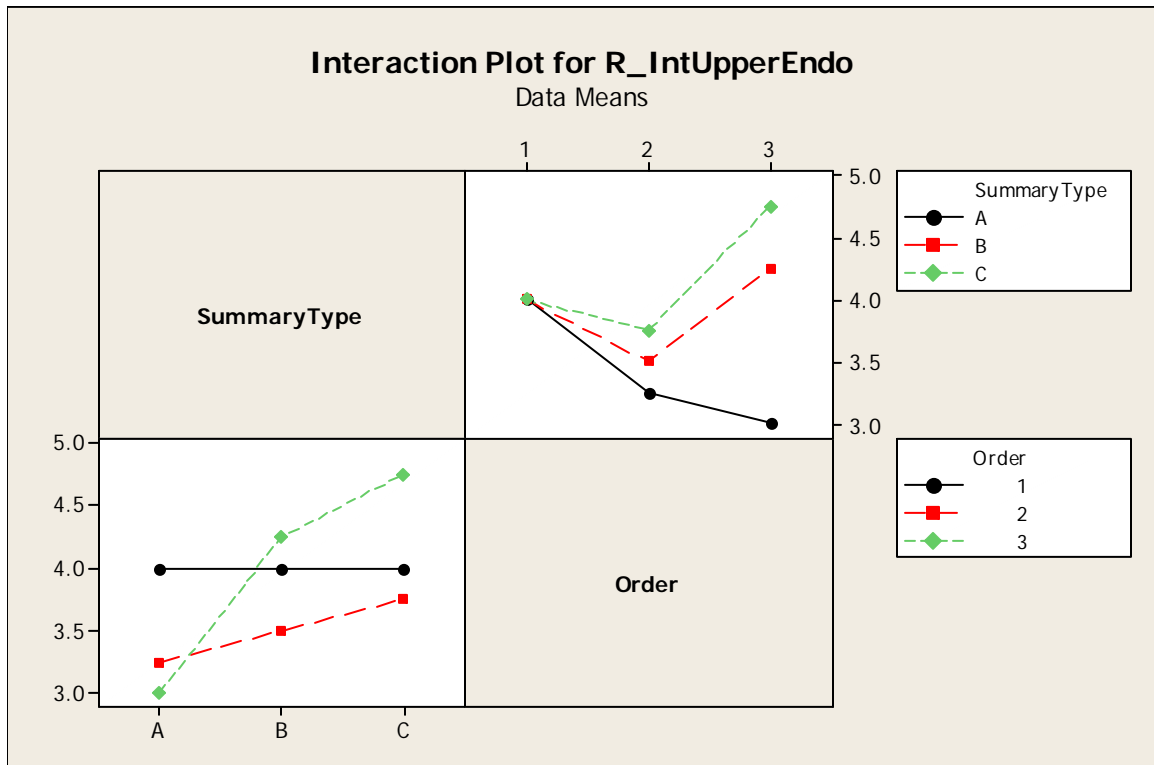 Interaction Plot for R_IntUpperEndo
Data Means
1 2 3
SummaryType
5.0
4.5
4.0
3.5
3.0
SummaryType
A
B
C
5.0
4.5
4.0
3.5
3.0
Order
Order
1
2
3
A B C